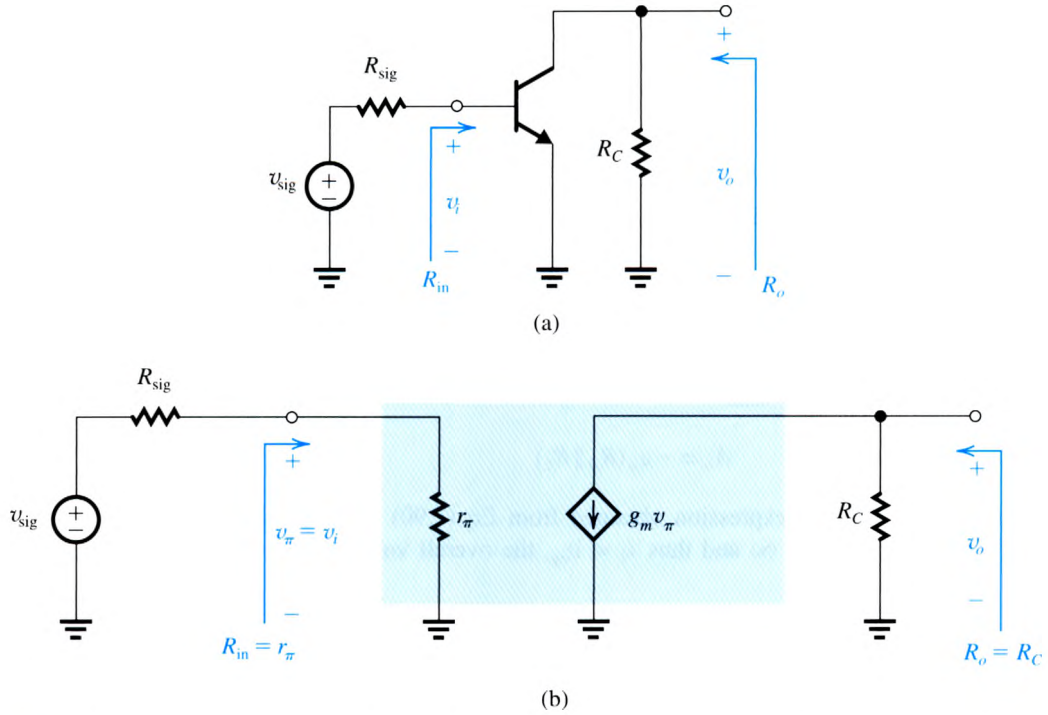 R_sig
v_sig
+
−
+
v_i
−
R_in
R_C
+
v_o
−
R_o
(a)
R_sig
v_sig
+
−
+
v_π = v_i
−
R_in = r_π
r_π
g_m v_π
R_C
+
v_o
−
R_o = R_C
(b)